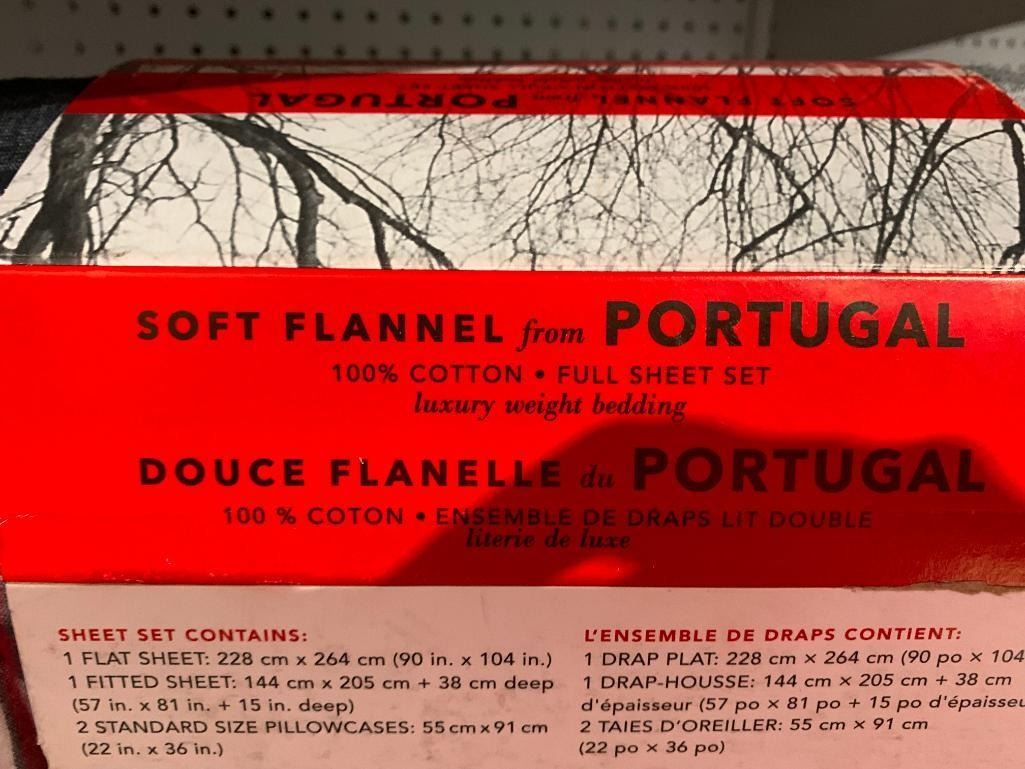 SOFT FLANNEL from PORTUGAL
SOFT FLANNEL from PORTUGAL
100% COTTON • FULL SHEET SET
luxury weight bedding
DOUCE FLANELLE du PORTUGAL
100 % COTON • ENSEMBLE DE DRAPS LIT DOUBLE
literie de luxe
SHEET SET CONTAINS:
1 FLAT SHEET: 228 cm x 264 cm (90 in. x 104 in.)
1 FITTED SHEET: 144 cm x 205 cm + 38 cm deep
(57 in. x 81 in. + 15 in. deep)
2 STANDARD SIZE PILLOWCASES: 55 cm x 91 cm
(22 in. x 36 in.)
L'ENSEMBLE DE DRAPS CONTIENT:
1 DRAP PLAT: 228 cm × 264 cm (90 po × 104
1 DRAP-HOUSSE: 144 cm × 205 cm + 38 cm
d'épaisseur (57 po × 81 po + 15 po d'épaisseu
2 TAIES D'OREILLER: 55 cm × 91 cm
(22 po × 36 po)